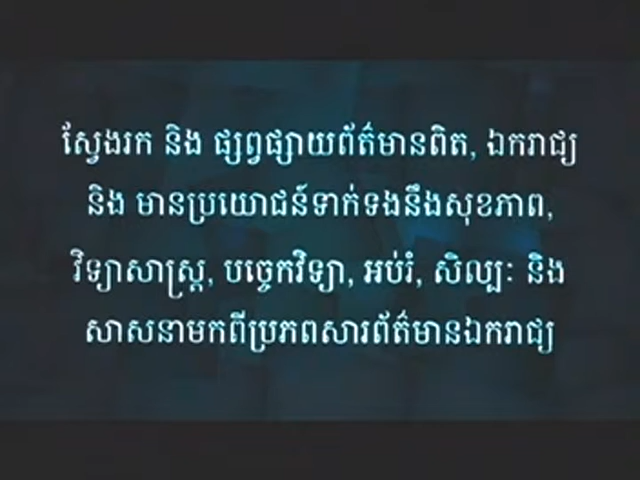 ស្វែងរក និង ផ្សព្វផ្សាយព័ត៌មានពិត, ឯករាជ្យ
និង មានប្រយោជន៍ទាក់ទងនឹងសុខភាព,
វិទ្យាសាស្ត្រ, បច្ចេកវិទ្យា, អប់រំ, សិល្បៈ និង
សាសនាមកពីប្រភពសារព័ត៌មានឯករាជ្យ